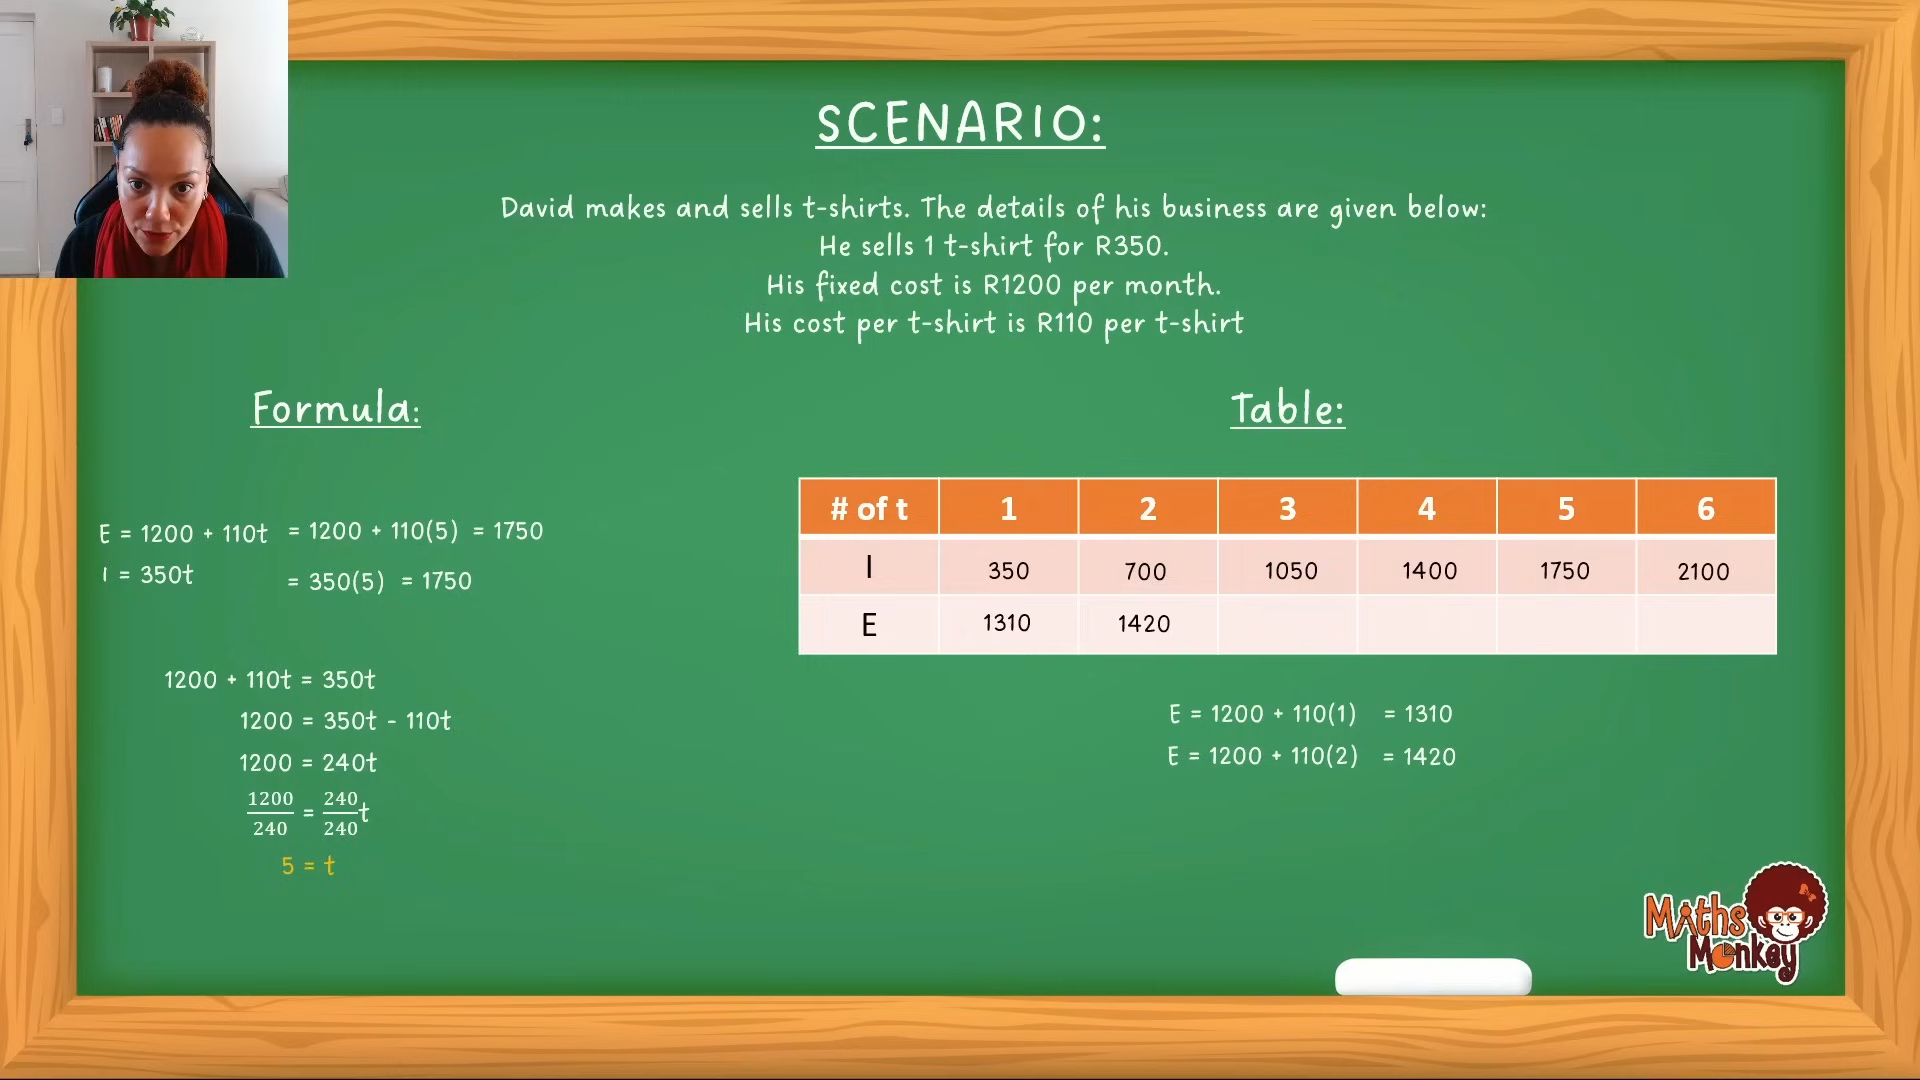 SCENARIO:
David makes and sells t-shirts. The details of his business are given below:
He sells 1 t-shirt for R350.
His fixed cost is R1200 per month.
His cost per t-shirt is R110 per t-shirt
Formula:
E = 1200 + 110t = 1200 + 110(5) = 1750
I = 350t = 350(5) = 1750
1200 + 110t = 350t
1200 = 350t - 110t
1200 = 240t
1200/240 = 240/240 t
5 = t
Table:
# of t 1 2 3 4 5 6
I 350 700 1050 1400 1750 2100
E 1310 1420
E = 1200 + 110(1) = 1310
E = 1200 + 110(2) = 1420
Maths
Monkey